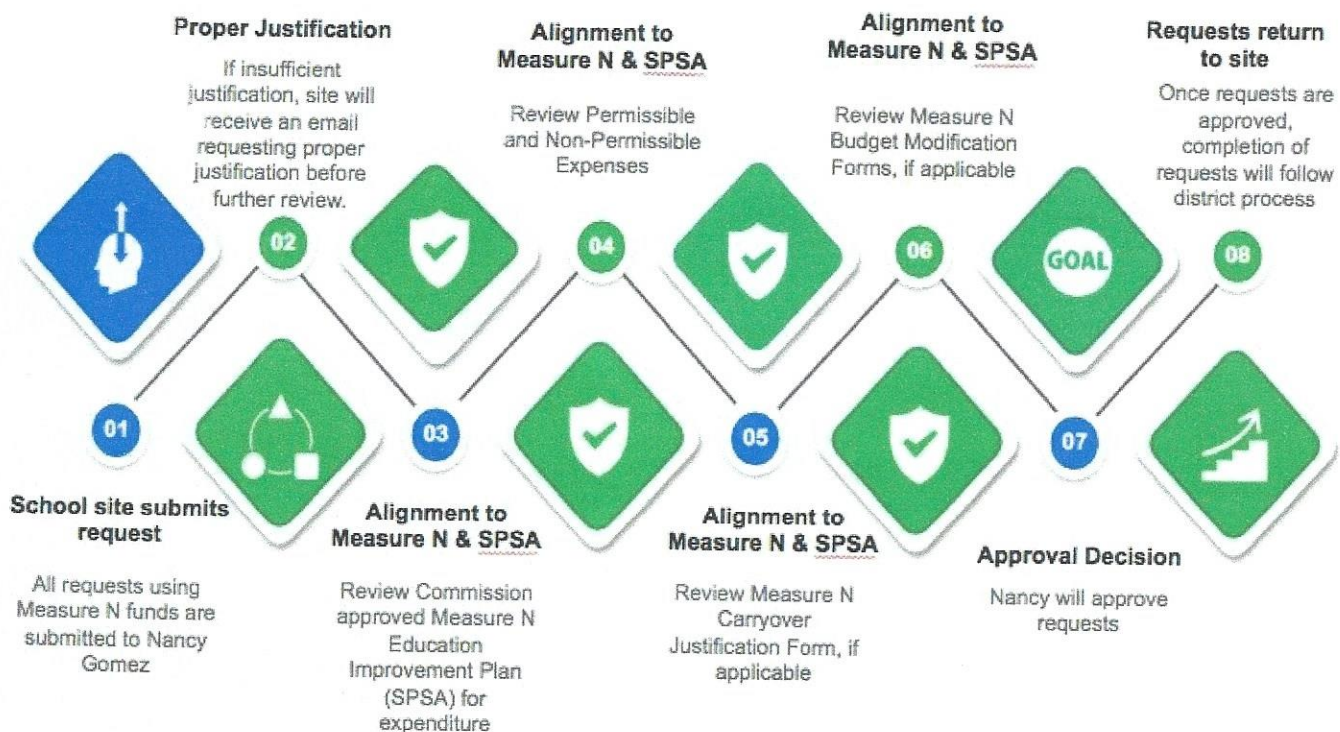 Proper Justification
If insufficient
justification, site will
receive an email
requesting proper
justification before
further review.
Alignment to
Measure N & SPSA
Review Permissible
and Non-Permissible
Expenses
Alignment to
Measure N & SPSA
Review Measure N
Budget Modification
Forms, if applicable
Requests return
to site
Once requests are
approved,
completion of
requests will follow
district process
02
04
06
GOAL
08
01
03
05
07
School site submits
request
All requests using
Measure N funds are
submitted to Nancy
Gomez
Alignment to
Measure N & SPSA
Review Commission
approved Measure N
Education
Improvement Plan
(SPSA) for
expenditure
Alignment to
Measure N & SPSA
Review Measure N
Carryover
Justification Form, if
applicable
Approval Decision
Nancy will approve
requests